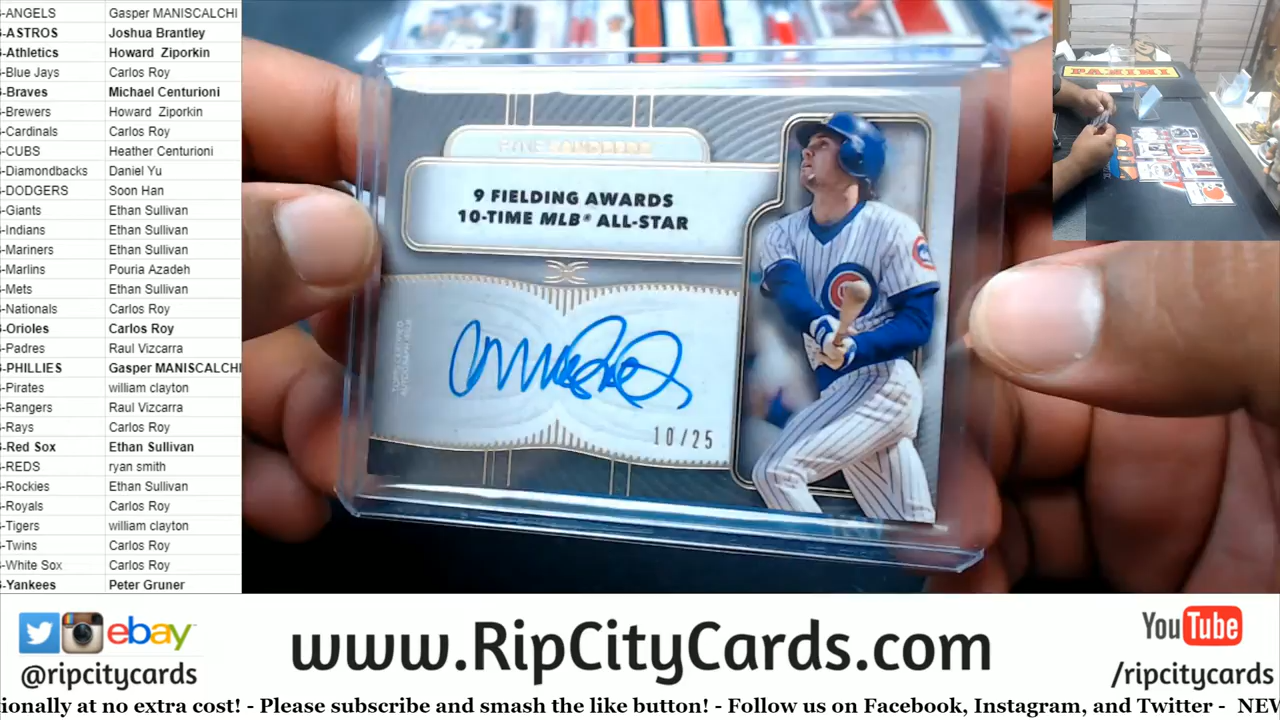 -ANGELS Gasper MANISCALCHI
-ASTROS Joshua Brantley
-Athletics Howard Ziporkin
-Blue Jays Carlos Roy
-Braves Michael Centurioni
-Brewers Howard Ziporkin
-Cardinals Carlos Roy
-CUBS Heather Centurioni
-Diamondbacks Daniel Yu
-DODGERS Soon Han
-Giants Ethan Sullivan
-Indians Ethan Sullivan
-Mariners Ethan Sullivan
-Marlins Pouria Azadeh
-Mets Ethan Sullivan
-Nationals Carlos Roy
-Orioles Carlos Roy
-Padres Raul Vizcarra
-PHILLIES Gasper MANISCALCHI
-Pirates william clayton
-Rangers Raul Vizcarra
-Rays Carlos Roy
-Red Sox Ethan Sullivan
-REDS ryan smith
-Rockies Ethan Sullivan
-Royals Carlos Roy
-Tigers william clayton
-Twins Carlos Roy
-White Sox Carlos Roy
-Yankees Peter Gruner
9 FIELDING AWARDS
10-TIME MLB® ALL-STAR
TOPPS CERTIFIED
AUTOGRAPH ISSUE
10/25
PANINI
ebay
@ripcitycards
www.RipCityCards.com
YouTube
/ripcitycards
ionally at no extra cost! - Please subscribe and smash the like button! - Follow us on Facebook, Instagram, and Twitter - NEV